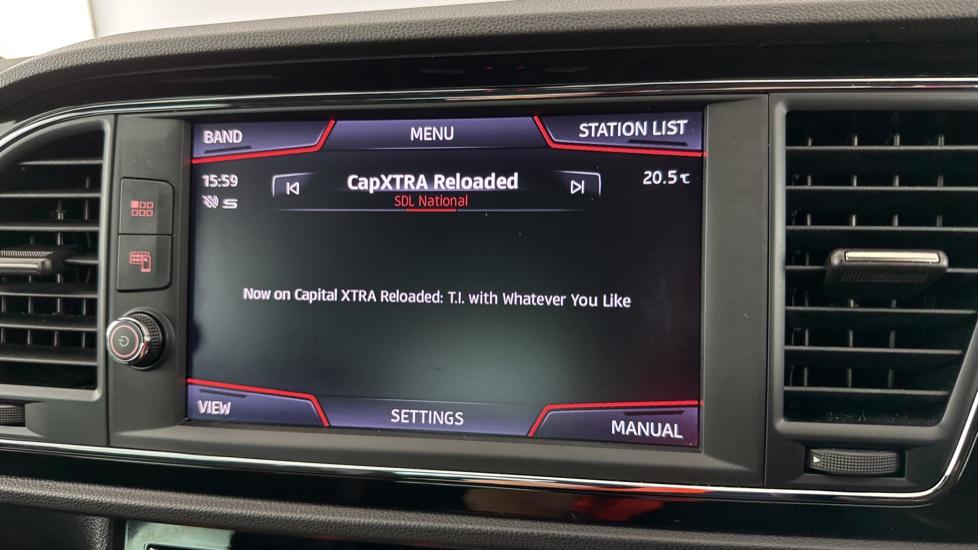 BAND MENU STATION LIST
15:59 CapXTRA Reloaded 20.5℃
SDL National
Now on Capital XTRA Reloaded: T.I. with Whatever You Like
VIEW SETTINGS MANUAL